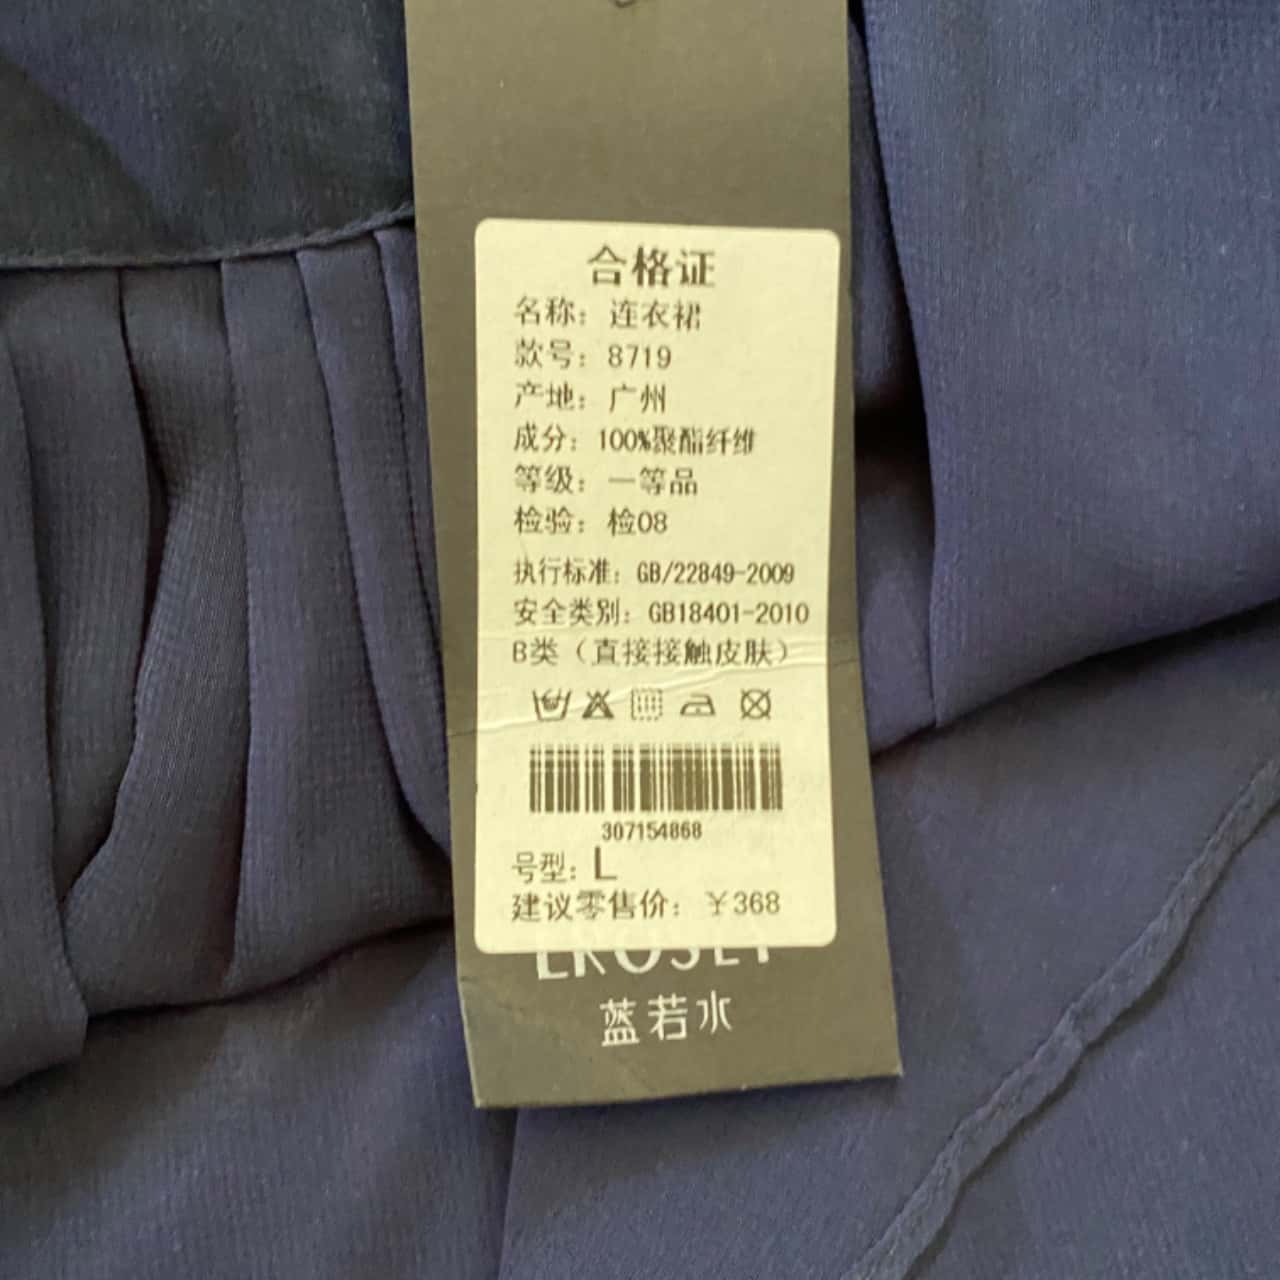 合格证
名称：连衣裙
款号：8719
产地：广州
成分：100%聚酯纤维
等级：一等品
检验：检08
执行标准：GB/22849-2009
安全类别：GB18401-2010
B类（直接接触皮肤）
307154868
号型：L
建议零售价：￥368
蓝若水